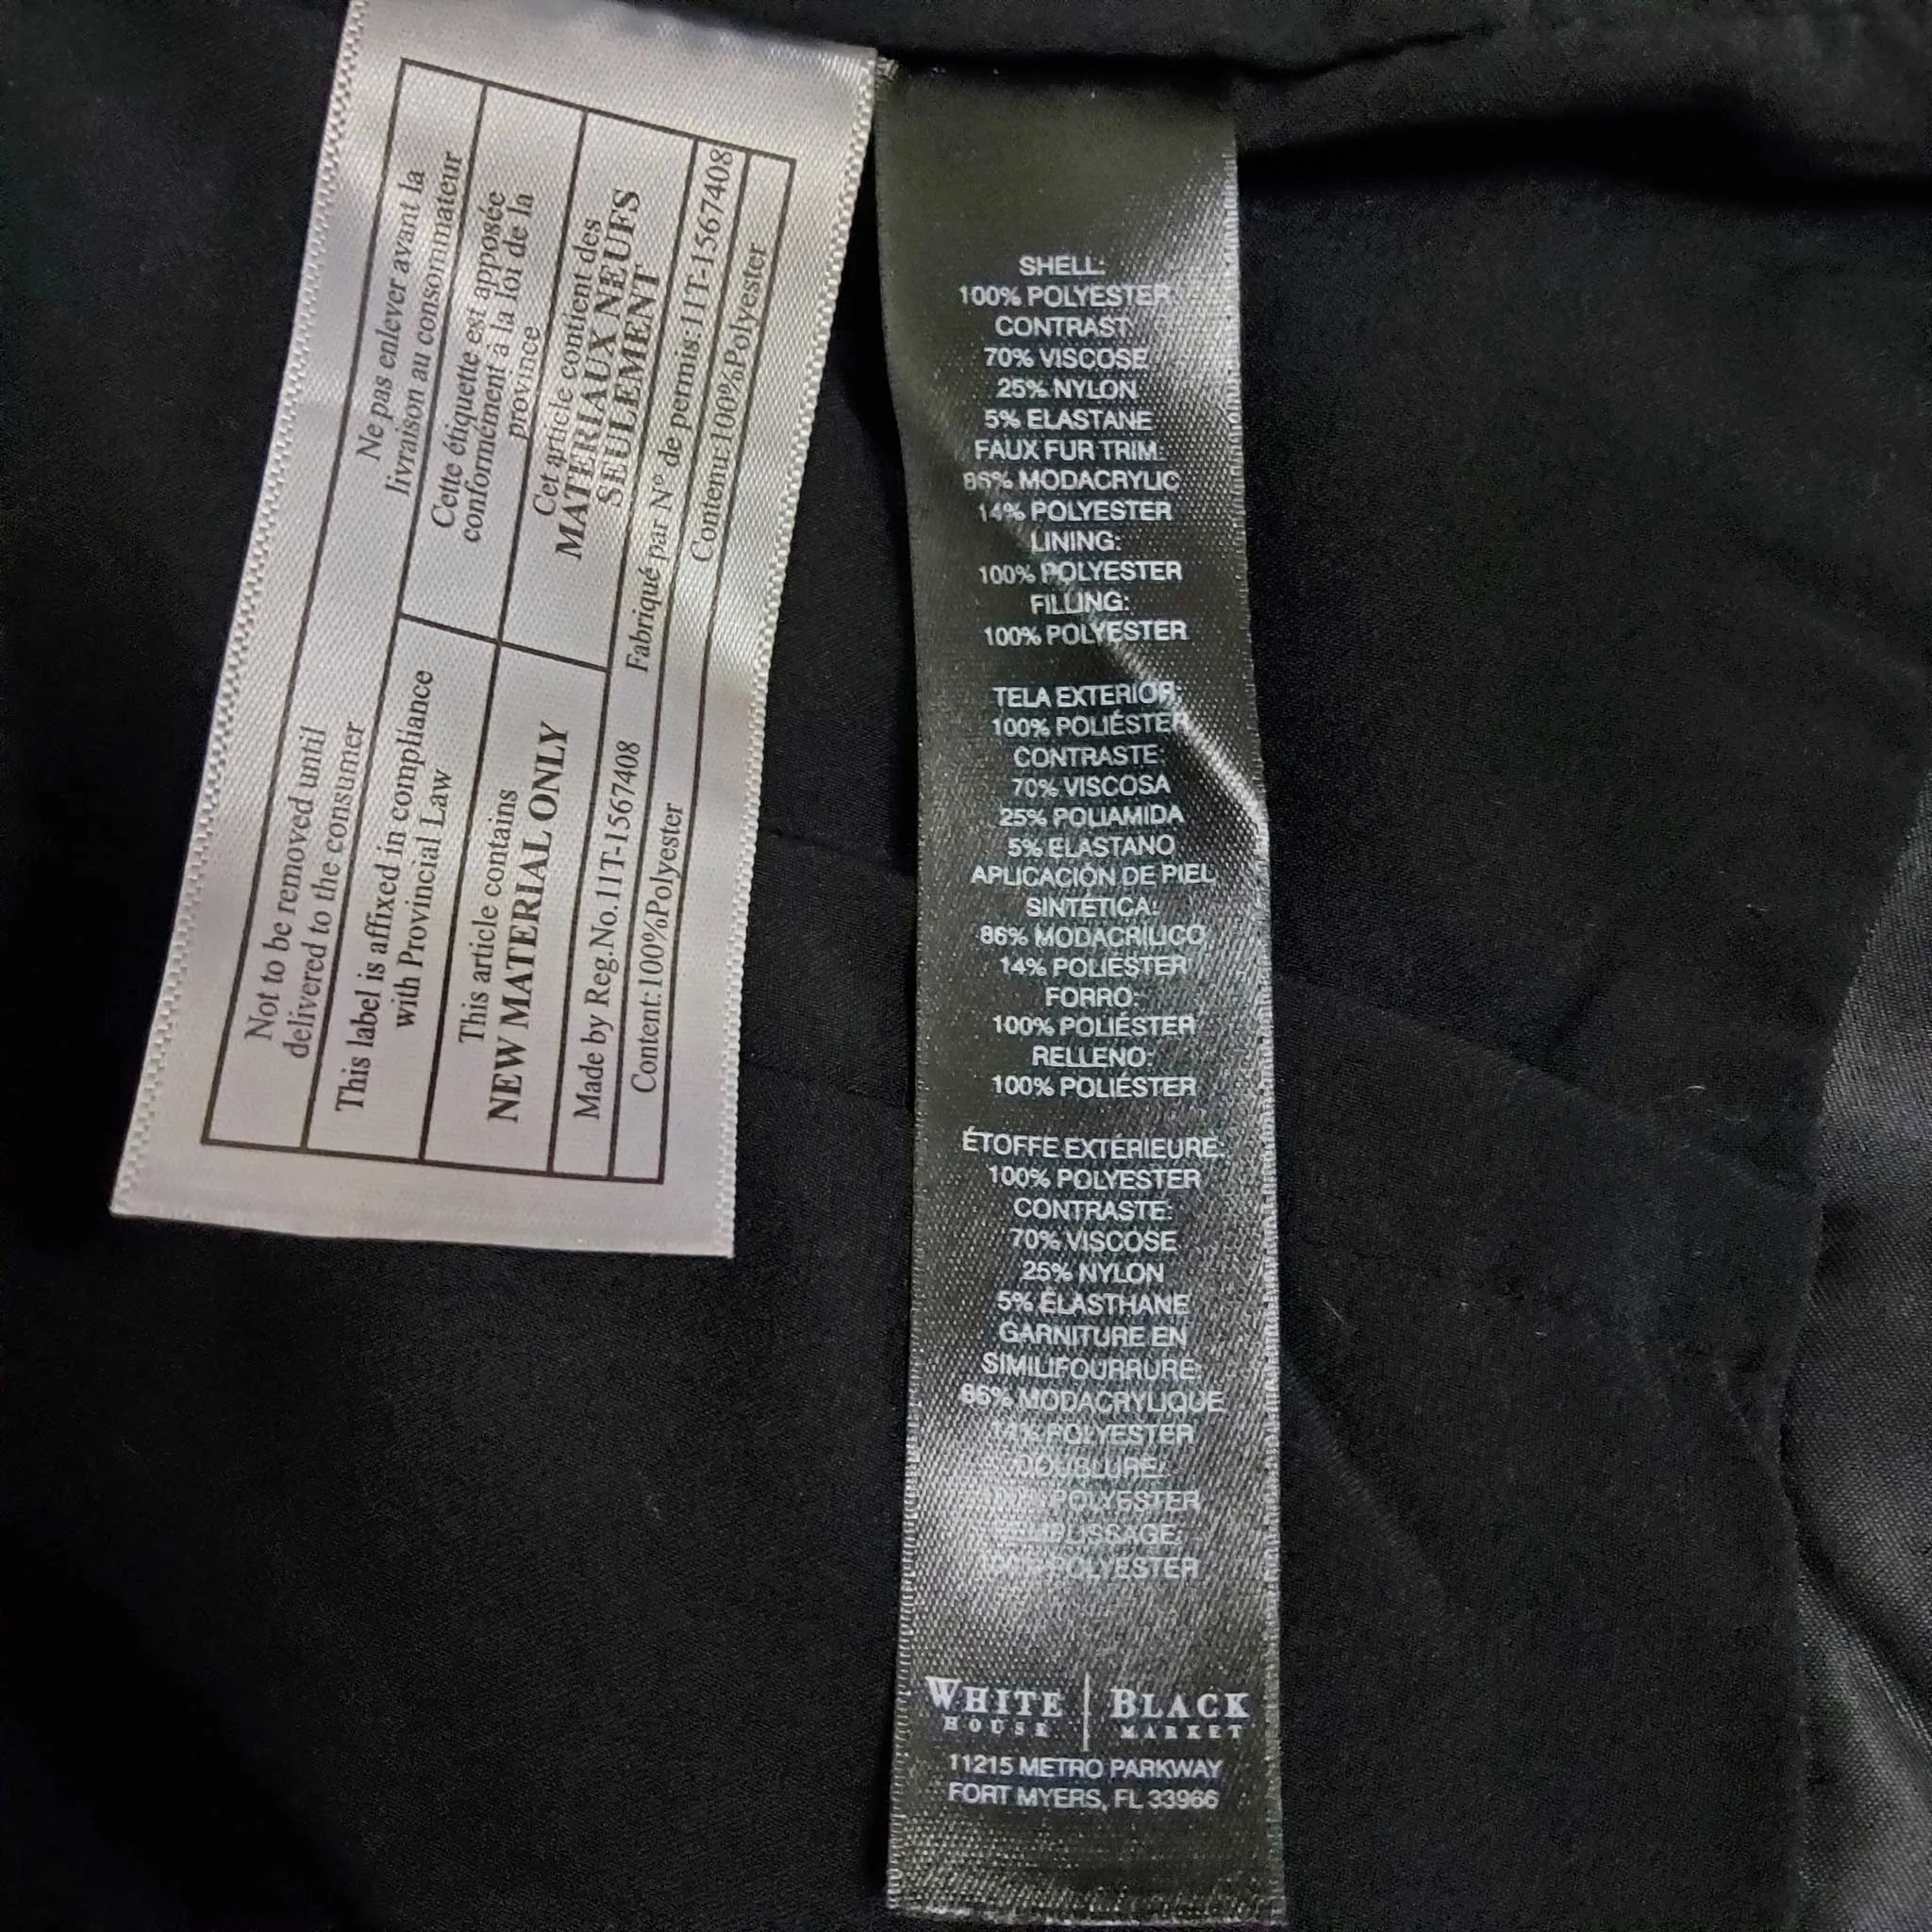 Not to be removed until
delivered to the consumer
Ne pas enlever avant la
livraison au consommateur
This label is affixed in compliance
with Provincial Law
Cette étiquette est apposée
conformément à la loi de la
province
This article contains
NEW MATERIAL ONLY
Cet article contient des
MATERIAUX NEUFS
SEULEMENT
Made by Reg.No.11T-1567408
Fabriqué par N° de permis:11T-1567408
Content:100%Polyester
Contenu:100%Polyester
SHELL:
100% POLYESTER
CONTRAST:
70% VISCOSE
25% NYLON
5% ELASTANE
FAUX FUR TRIM:
86% MODACRYLIC
14% POLYESTER
LINING:
100% POLYESTER
FILLING:
100% POLYESTER
TELA EXTERIOR:
100% POLIÉSTER
CONTRASTE:
70% VISCOSA
25% POLIAMIDA
5% ELASTANO
APLICACIÓN DE PIEL
SINTÉTICA:
86% MODACRÍLICO
14% POLIÉSTER
FORRO:
100% POLIÉSTER
RELLENO:
100% POLIÉSTER
ÉTOFFE EXTÉRIEURE:
100% POLYESTER
CONTRASTE:
70% VISCOSE
25% NYLON
5% ÉLASTHANE
GARNITURE EN
SIMILIFOURRURE:
86% MODACRYLIQUE
14% POLYESTER
DOUBLURE:
POLYESTER
POLYESTER
WHITE HOUSE | BLACK MARKET
11215 METRO PARKWAY
FORT MYERS, FL 33966